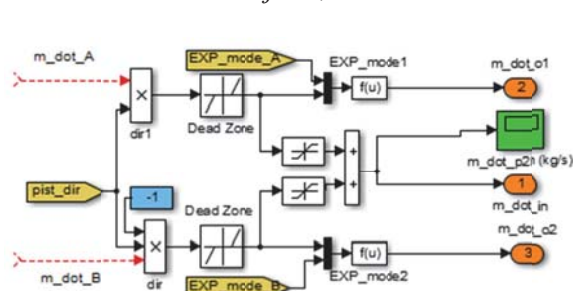 m_dot_A
EXP_mode_A
EXP_mode1
m_dot_o1
f(u)
2
×
dir1
Dead Zone
+
+
m_dot_p2 (kg/s)
pist_dir
-1
1
m_dot_in
Dead Zone
m_dot_o2
×
f(u)
3
m_dot_B
dir
EXP_mode_B
EXP_mode2